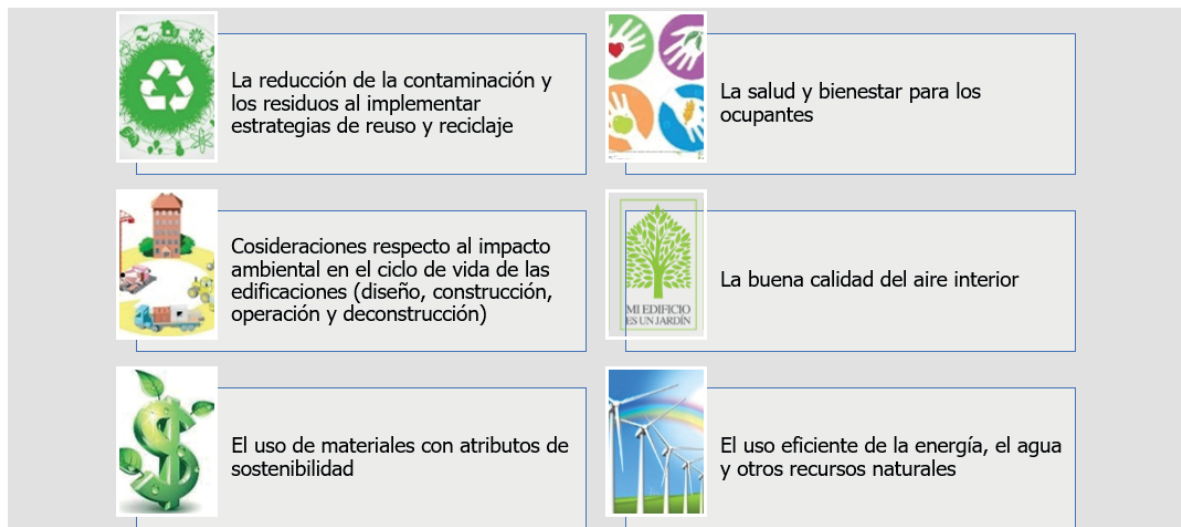 La reducción de la contaminación y
los residuos al implementar
estrategias de reuso y reciclaje
La salud y bienestar para los
ocupantes
Cosideraciones respecto al impacto
ambiental en el ciclo de vida de las
edificaciones (diseño, construcción,
operación y deconstrucción)
MI EDIFICIO
ES UN JARDÍN
La buena calidad del aire interior
El uso de materiales con atributos de
sostenibilidad
El uso eficiente de la energía, el agua
y otros recursos naturales